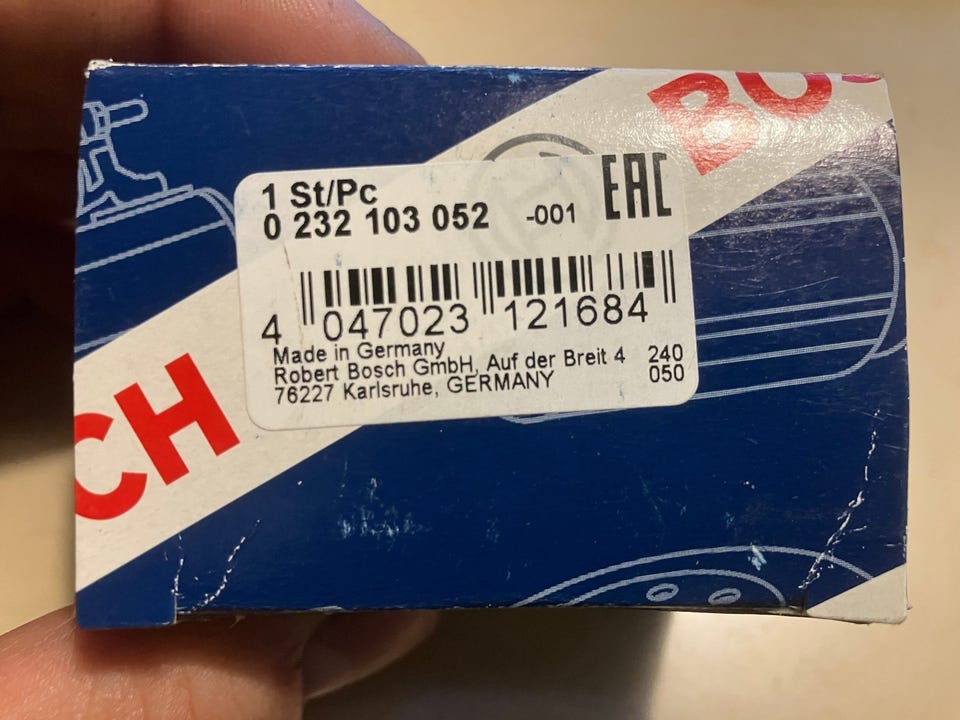 BOS
1 St/Pc
0 232 103 052 -001
EAC
4 047023 121684
Made in Germany
Robert Bosch GmbH, Auf der Breit 4 240
76227 Karlsruhe, GERMANY 050
CH